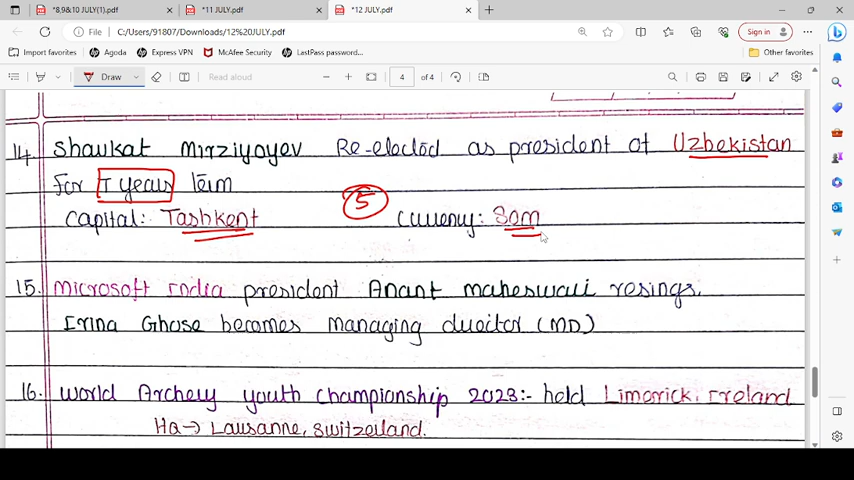 *8,9&10 JULY(1).pdf
*11 JULY.pdf
*12 JULY.pdf
File
C:/Users/91807/Downloads/12%20JULY.pdf
Sign in
Import favorites
Agoda
Express VPN
McAfee Security
LastPass password...
Other favorites
Draw
Read aloud
4
of 4
14. Shavkat Mirziyoyev Re-elected as president of Uzbekistan
For 7 years Term
5
Capital: Tashkent Currency: Som
15. Microsoft India president Anant maheswari resings.
Irina Ghose becomes managing director (MD)
16. world Archery youth championship 2023:- held Limerick, Ireland
HQ→ Lausanne, Switzerland.